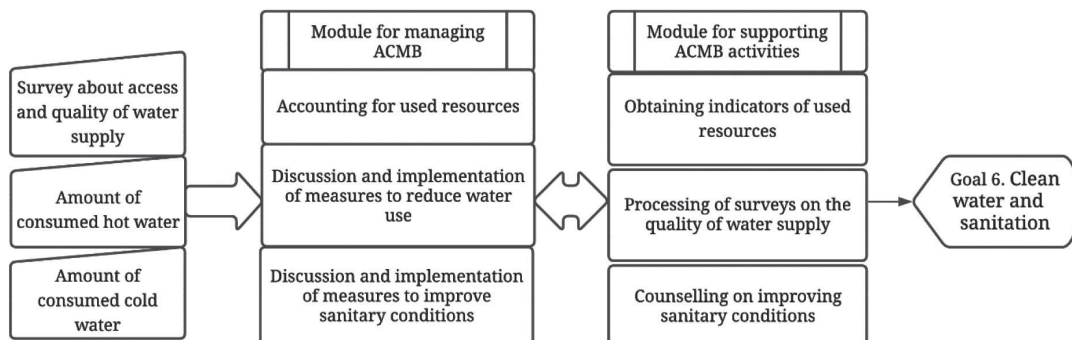 Survey about access
and quality of water
supply
Amount of
consumed hot water
Amount of
consumed cold
water
Module for managing
ACMB
Accounting for used resources
Discussion and implementation
of measures to reduce water
use
Discussion and implementation
of measures to improve
sanitary conditions
Module for supporting
ACMB activities
Obtaining indicators of used
resources
Processing of surveys on the
quality of water supply
Counselling on improving
sanitary conditions
Goal 6. Clean
water and
sanitation